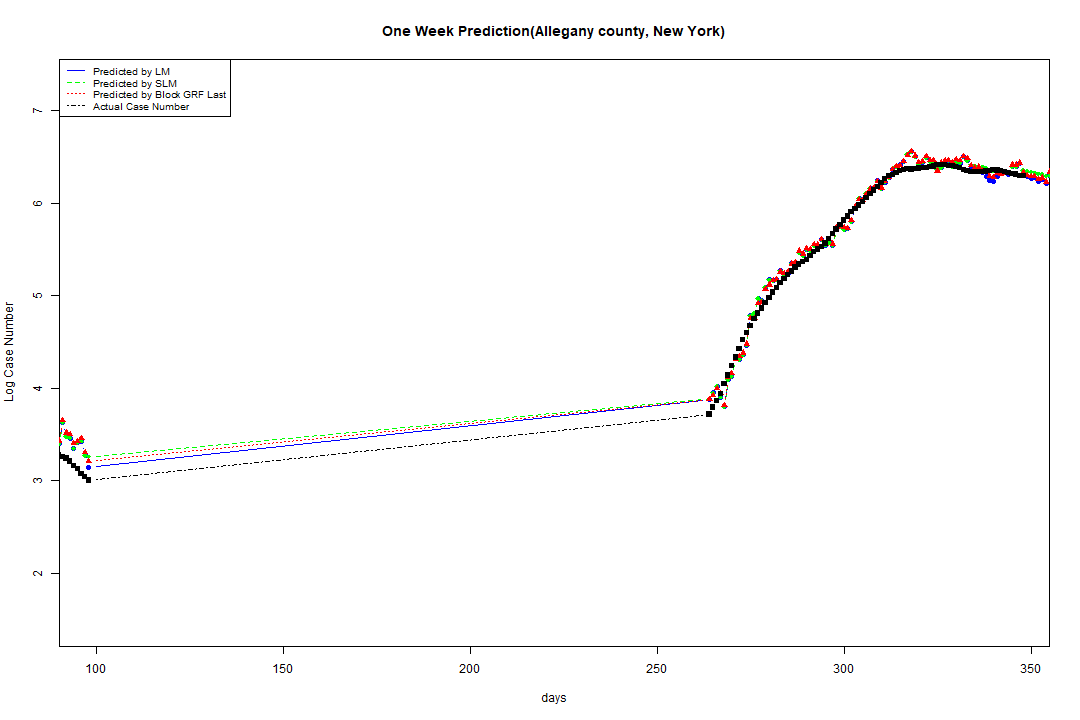 One Week Prediction(Allegany county, New York)
Predicted by LM
Predicted by SLM
Predicted by Block GRF Last
Actual Case Number
7
6
5
4
3
2
Log Case Number
100 150 200 250 300 350
days